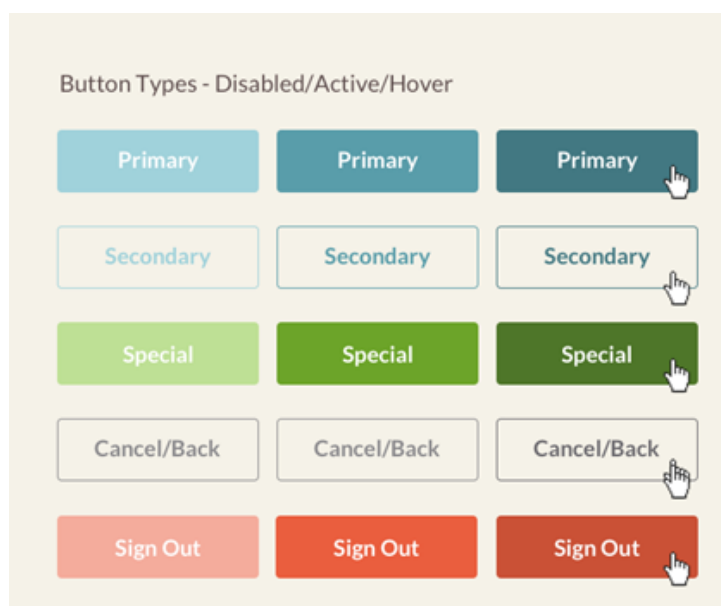 Button Types - Disabled/Active/Hover
Primary Primary Primary
Secondary Secondary Secondary
Special Special Special
Cancel/Back Cancel/Back Cancel/Back
Sign Out Sign Out Sign Out